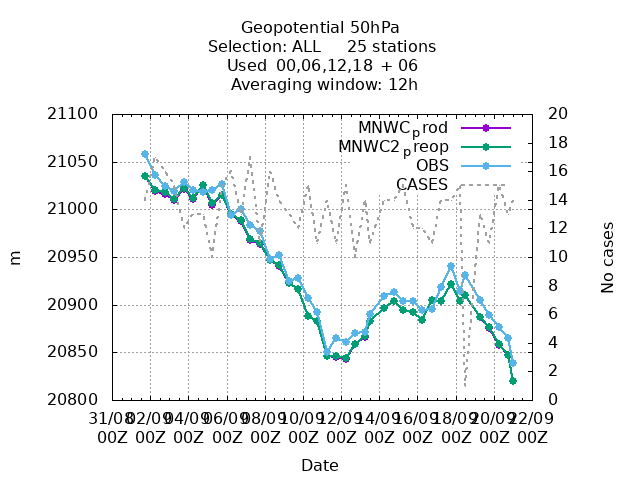 Geopotential 50hPa
Selection: ALL 25 stations
Used 00,06,12,18 + 06
Averaging window: 12h
21100
21050
21000
20950
20900
20850
20800
m
MNWCprod
MNWC2preop
OBS
CASES
20
18
16
14
12
10
8
6
4
2
0
No cases
31/08 02/09 04/09 06/09 08/09 10/09 12/09 14/09 16/09 18/09 20/09 22/09
00Z 00Z 00Z 00Z 00Z 00Z 00Z 00Z 00Z 00Z 00Z 00Z
Date